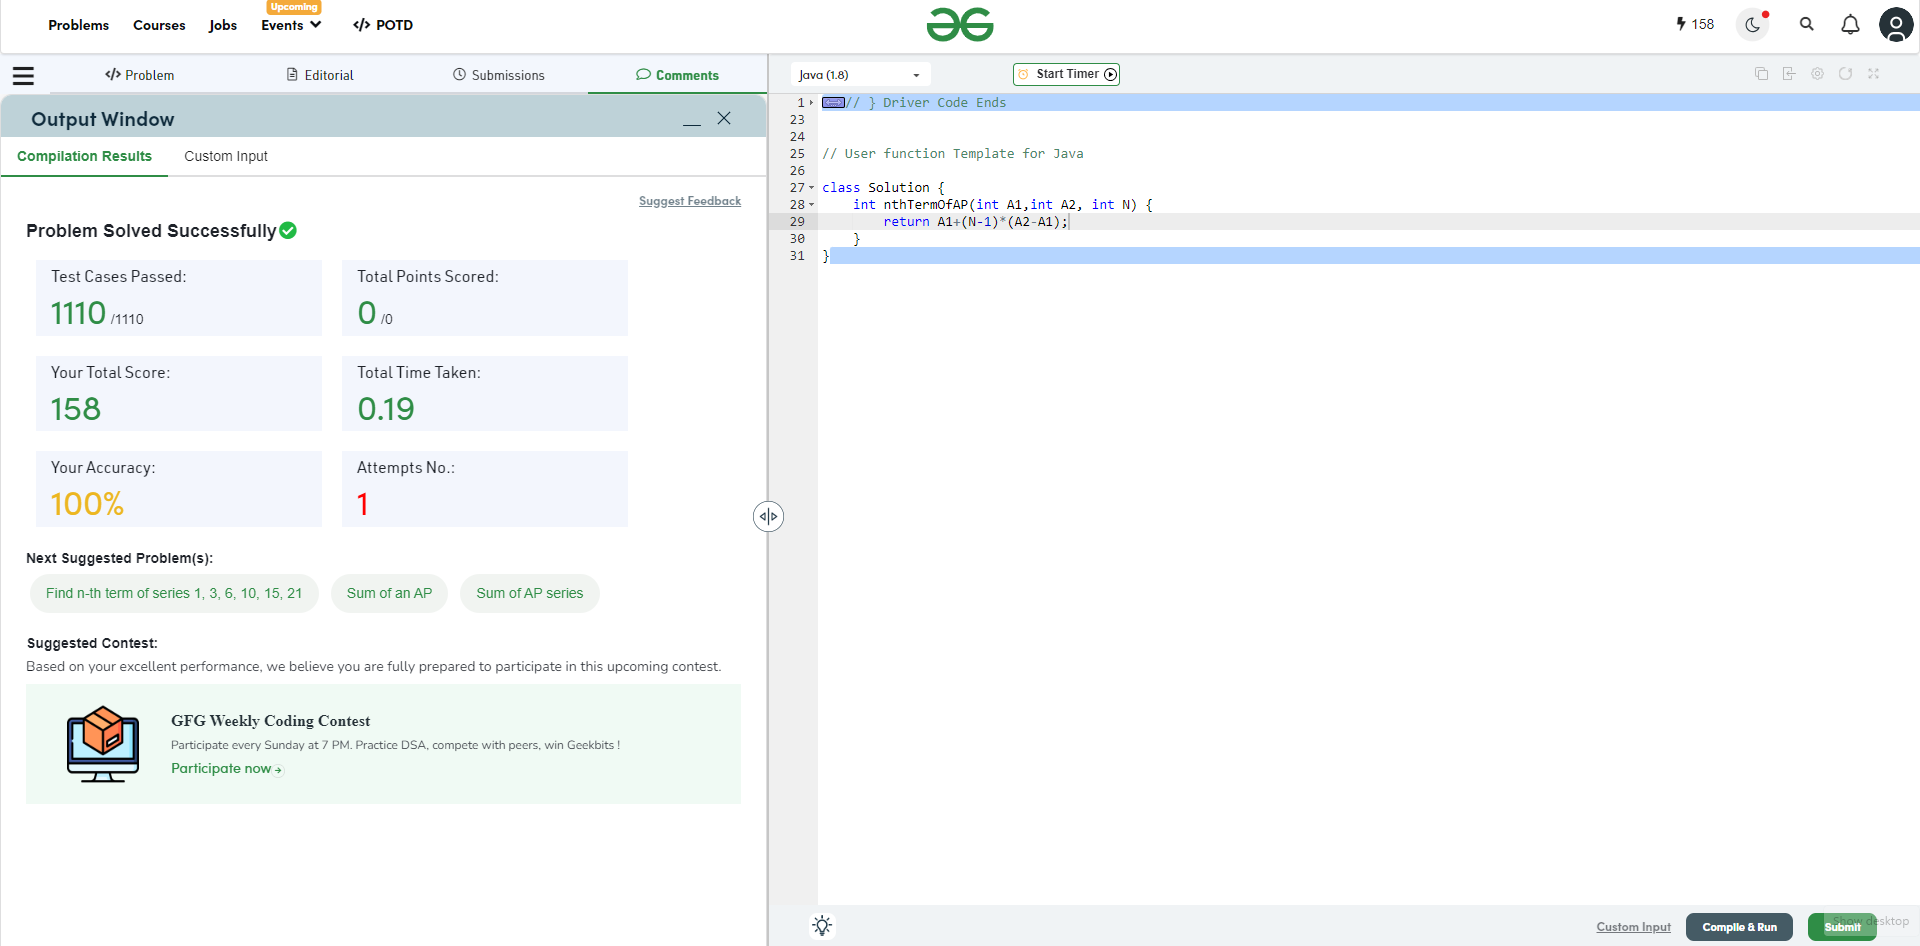 Problems Courses Jobs Upcoming Events </> POTD 158
</> Problem Editorial Submissions Comments
Output Window
Compilation Results Custom Input
Suggest Feedback
Problem Solved Successfully
Test Cases Passed:
1110 /1110
Total Points Scored:
0 /0
Your Total Score:
158
Total Time Taken:
0.19
Your Accuracy:
100%
Attempts No.:
1
Next Suggested Problem(s):
Find n-th term of series 1, 3, 6, 10, 15, 21 Sum of an AP Sum of AP series
Suggested Contest:
Based on your excellent performance, we believe you are fully prepared to participate in this upcoming contest.
GFG Weekly Coding Contest
Participate every Sunday at 7 PM. Practice DSA, compete with peers, win Geekbits !
Participate now
Java (1.8) Start Timer
1 // } Driver Code Ends
23
24
25 // User function Template for Java
26
27 class Solution {
28 int nthTermOfAP(int A1,int A2, int N) {
29 return A1+(N-1)*(A2-A1);
30 }
31 }
Custom Input Compile & Run Submit
Show desktop